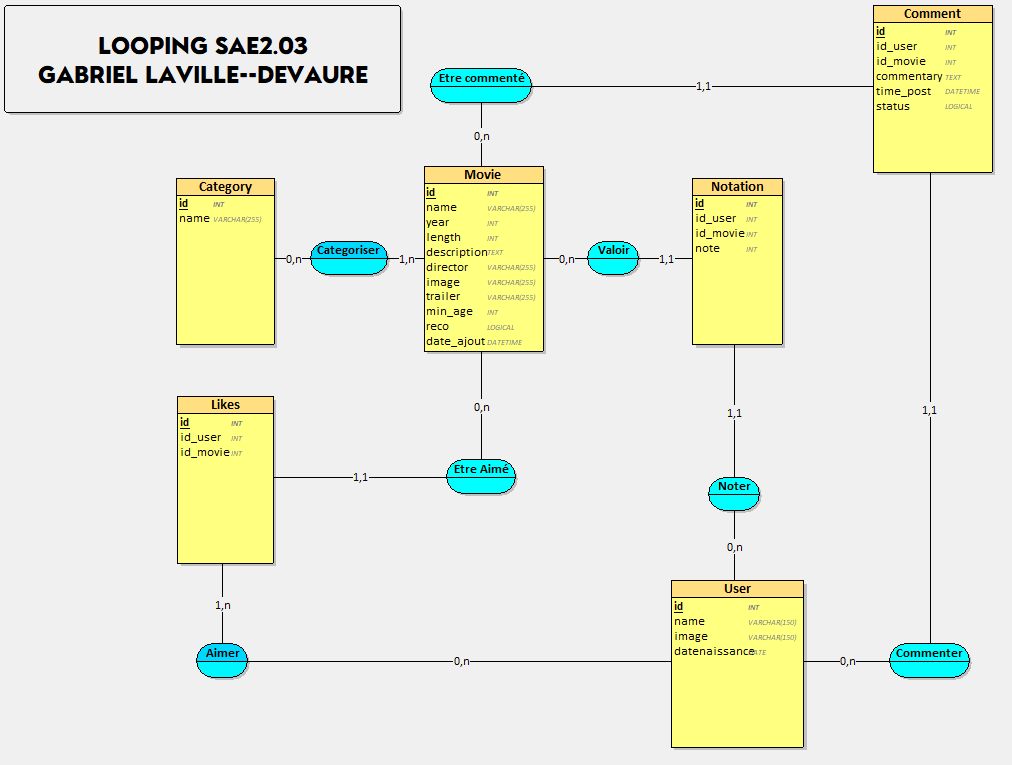 LOOPING SAE2.03
GABRIEL LAVILLE--DEVAURE
Comment
id INT
id_user INT
id_movie INT
commentary TEXT
time_post DATETIME
status LOGICAL
Etre commenté
1,1
0,n
Category
id INT
name VARCHAR(255)
0,n
Categoriser
1,n
Movie
id INT
name VARCHAR(255)
year INT
length INT
description TEXT
director VARCHAR(255)
image VARCHAR(255)
trailer VARCHAR(255)
min_age INT
reco LOGICAL
date_ajout DATETIME
0,n
Valoir
1,1
Notation
id INT
id_user INT
id_movie INT
note INT
0,n
1,1
1,1
Likes
id INT
id_user INT
id_movie INT
1,1
Etre Aimé
Noter
0,n
1,n
Aimer
0,n
User
id INT
name VARCHAR(150)
image VARCHAR(150)
datenaissance DATE
0,n
Commenter